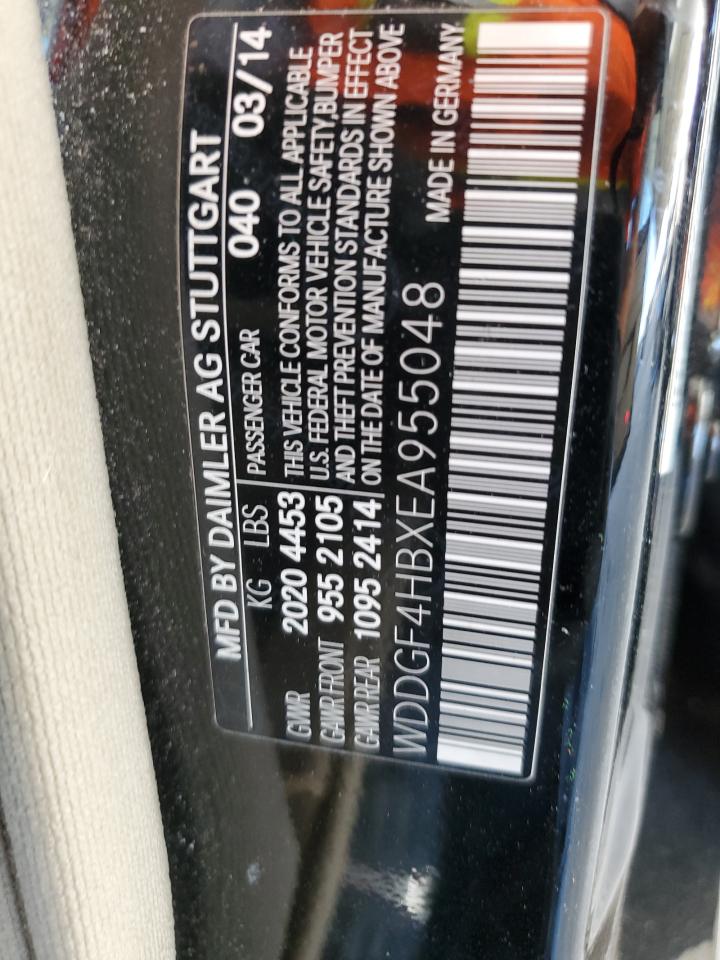 MFD BY DAIMLER AG STUTTGART
KG LBS PASSENGER CAR 040 03/14
GWR 2020 4453 THIS VEHICLE CONFORMS TO ALL APPLICABLE
GAWR FRONT 955 2105 U.S. FEDERAL MOTOR VEHICLE SAFETY,BUMPER
GAWR REAR 1095 2414 AND THEFT PREVENTION STANDARDS IN EFFECT
ON THE DATE OF MANUFACTURE SHOWN ABOVE
WDDGF4HBXEA955048 MADE IN GERMANY